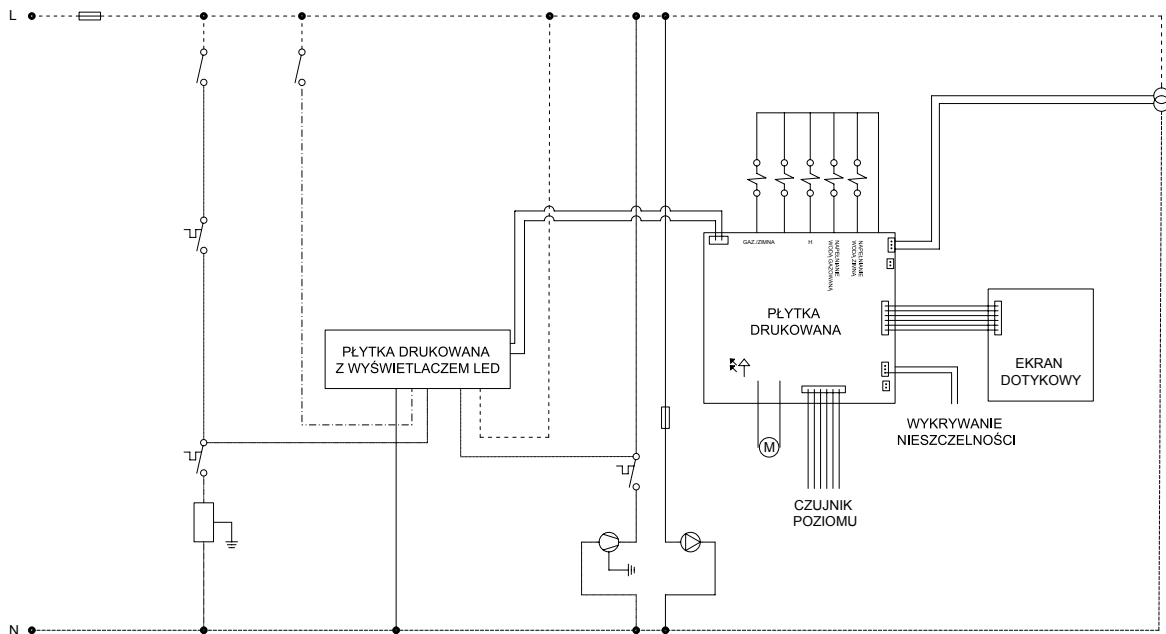 L
GAZ./ZIMNA
H
NAPEŁNIANIE
WODĄ GAZOWANĄ
NAPEŁNIANIE
WODĄ ZIMNĄ
PŁYTKA
DRUKOWANA
PŁYTKA DRUKOWANA
Z WYŚWIETLACZEM LED
EKRAN
DOTYKOWY
WYKRYWANIE
NIESZCZELNOŚCI
M
CZUJNIK
POZIOMU
N